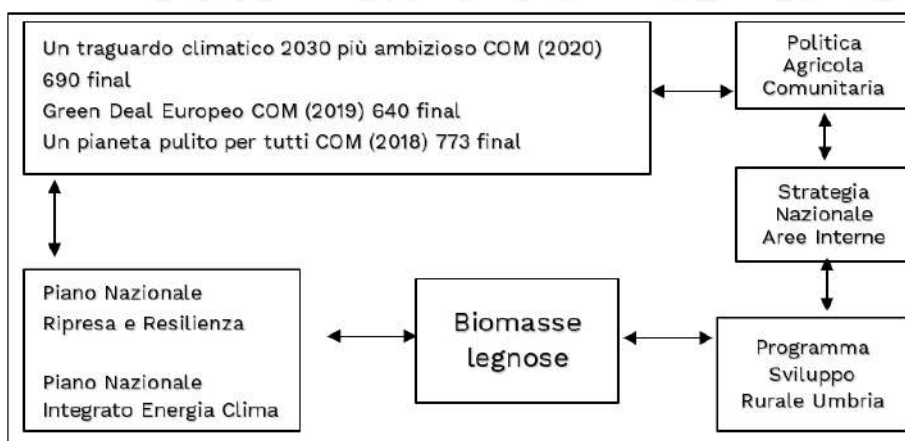 Un traguardo climatico 2030 più ambizioso COM (2020)
690 final
Green Deal Europeo COM (2019) 640 final
Un pianeta pulito per tutti COM (2018) 773 final
Politica
Agricola
Comunitaria
Strategia
Nazionale
Aree Interne
Piano Nazionale
Ripresa e Resilienza
Piano Nazionale
Integrato Energia Clima
Biomasse
legnose
Programma
Sviluppo
Rurale Umbria